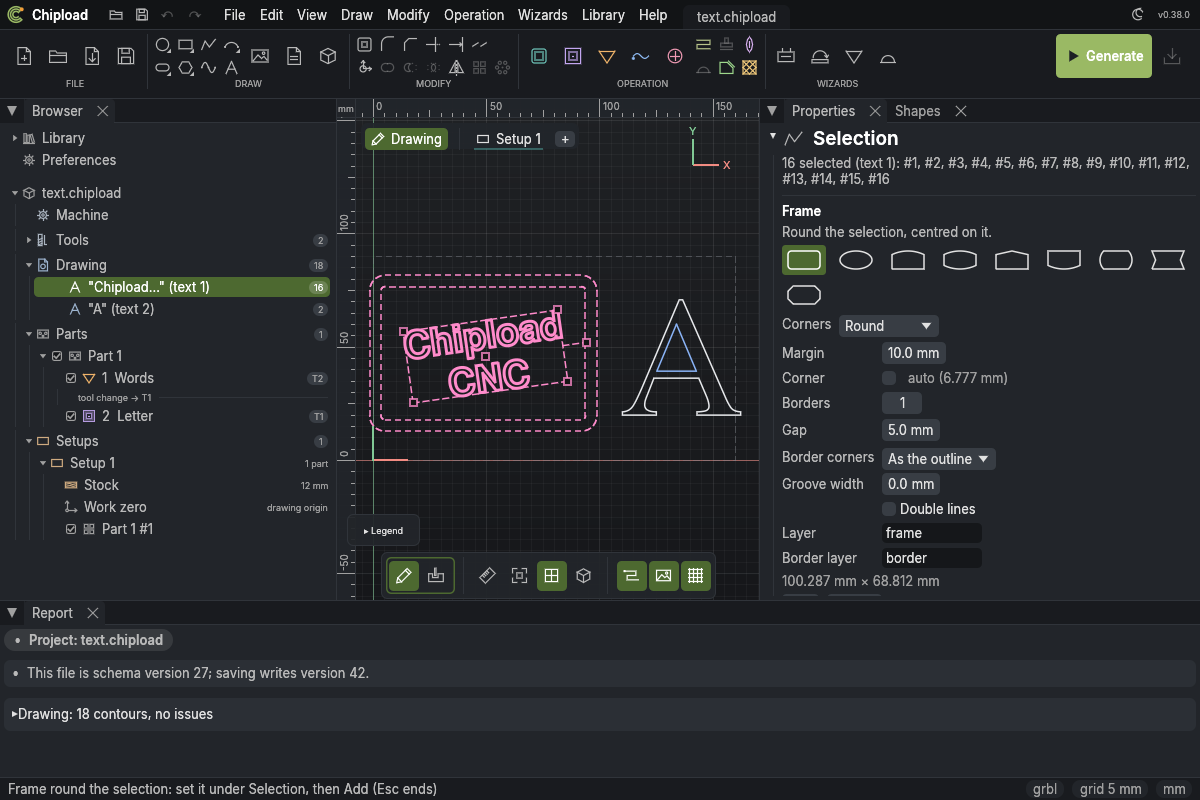 Chipload
File Edit View Draw Modify Operation Wizards Library Help
text.chipload
v0.38.0
FILE
DRAW
MODIFY
OPERATION
WIZARDS
Generate
Browser
Library
Preferences
text.chipload
Machine
Tools 2
Drawing 18
"Chipload..." (text 1) 16
"A" (text 2) 2
Parts 1
Part 1
1 Words T2
tool change → T1
2 Letter T1
Setups 1
Setup 1 1 part
Stock 12 mm
Work zero drawing origin
Part 1 #1
mm 0 50 100 150
100
50
0
-50
Drawing
Setup 1
+
Y
X
Chipload
CNC
A
Legend
Properties
Shapes
Selection
16 selected (text 1): #1, #2, #3, #4, #5, #6, #7, #8, #9, #10, #11, #12,
#13, #14, #15, #16
Frame
Round the selection, centred on it.
Corners Round
Margin 10.0 mm
Corner auto (6.777 mm)
Borders 1
Gap 5.0 mm
Border corners As the outline
Groove width 0.0 mm
Double lines
Layer frame
Border layer border
100.287 mm × 68.812 mm
Report
• Project: text.chipload
• This file is schema version 27; saving writes version 42.
Drawing: 18 contours, no issues
Frame round the selection: set it under Selection, then Add (Esc ends)
grbl grid 5 mm mm